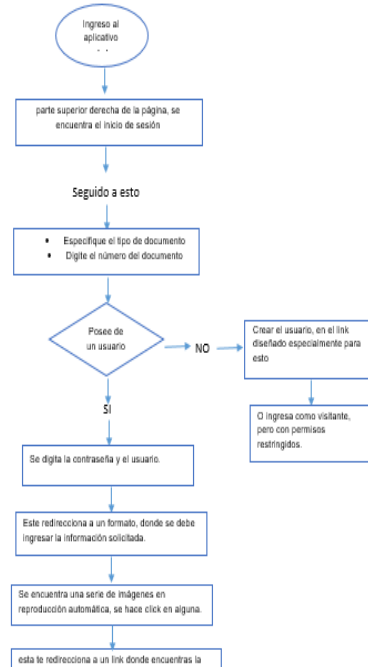 Ingreso al
aplicativo
parte superior derecha de la página, se
encuentra el inicio de sesión
Seguido a esto
• Especifique el tipo de documento
• Digite el número del documento
Posee de
un usuario
NO
Crear el usuario, en el link
diseñado especialmente para
esto
O ingresa como visitante,
pero con permisos
restringidos.
SI
Se digita la contraseña y el usuario.
Este redirecciona a un formato, donde se debe
ingresar la información solicitada.
Se encuentra una serie de imágenes en
reproducción automática, se hace click en alguna.
esta te redirecciona a un link donde encuentras la